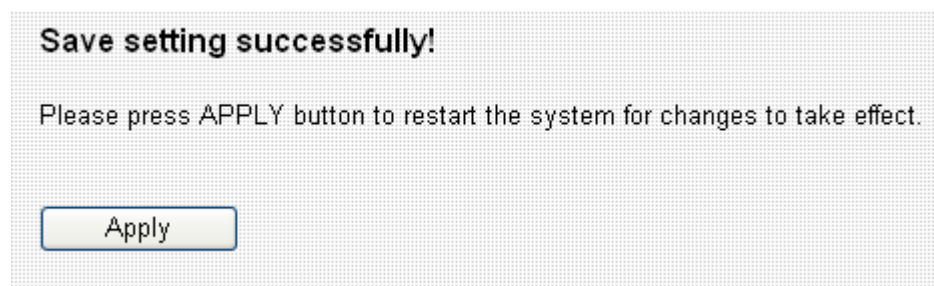 Save setting successfully!
Please press APPLY button to restart the system for changes to take effect.
Apply